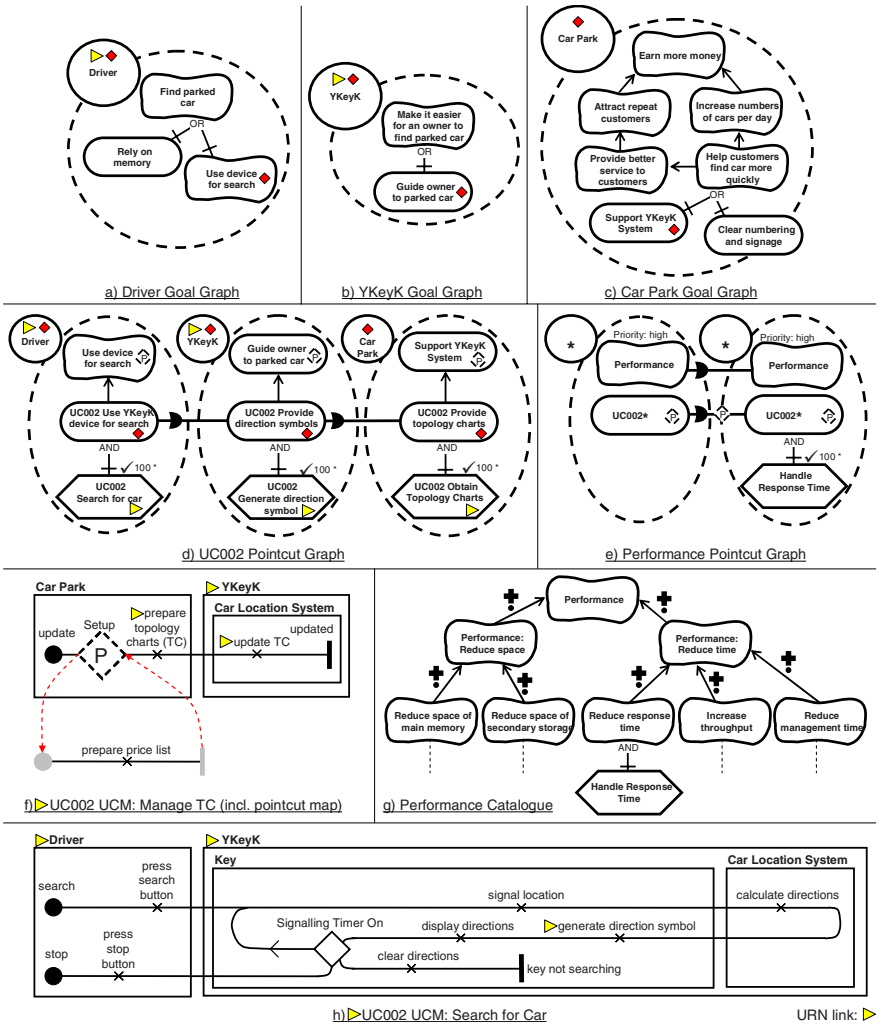 Driver
Find parked
car
OR
Rely on
memory
Use device
for search
a) Driver Goal Graph
YKeyK
Make it easier
for an owner to
find parked car
OR
Guide owner
to parked car
b) YKeyK Goal Graph
Car Park
Earn more money
Attract repeat
customers
Increase numbers
of cars per day
Provide better
service to
customers
Help customers
find car more
quickly
OR
Support YKeyK
System
Clear numbering
and signage
c) Car Park Goal Graph
Driver
Use device
for search
P
UC002 Use YKeyK
device for search
AND
100 *
UC002
Search for car
YKeyK
Guide owner
to parked car
P
UC002 Provide
direction symbols
AND
100 *
UC002
Generate direction
symbol
Car
Park
Support YKeyK
System
P
UC002 Provide
topology charts
AND
100 *
UC002 Obtain
Topology Charts
d) UC002 Pointcut Graph
*
Priority: high
Performance
UC002*
P
P
*
Priority: high
Performance
UC002*
P
AND
100 *
Handle
Response Time
e) Performance Pointcut Graph
Car Park
YKeyK
Car Location System
update
Setup
P
prepare
topology
charts (TC)
update TC
updated
prepare price list
f) UC002 UCM: Manage TC (incl. pointcut map)
Performance
Performance:
Reduce space
Performance:
Reduce time
Reduce space of
main memory
Reduce space of
secondary storage
Reduce response
time
Increase
throughput
Reduce
management time
AND
Handle Response
Time
g) Performance Catalogue
Driver
YKeyK
Key
Car Location System
search
press
search
button
signal location
calculate directions
Signalling Timer On
display directions
generate direction symbol
stop
press
stop
button
clear directions
key not searching
h) UC002 UCM: Search for Car
URN link: